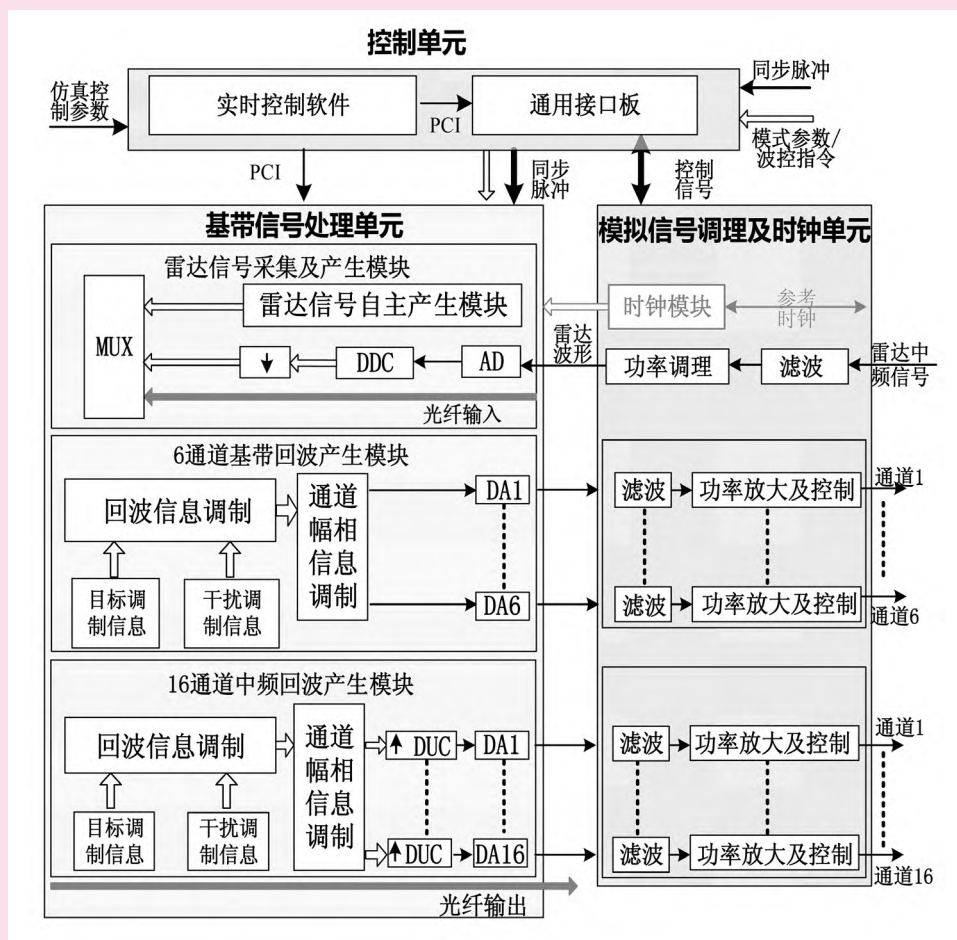 控制单元
仿真控
制参数
实时控制软件
PCI
通用接口板
同步脉冲
模式参数/
波控指令
PCI
同步
脉冲
控制
信号
基带信号处理单元
模拟信号调理及时钟单元
雷达信号采集及产生模块
MUX
雷达信号自主产生模块
DDC
AD
光纤输入
雷达
波形
时钟模块
参考
时钟
功率调理
滤波
雷达中
频信号
6通道基带回波产生模块
回波信息调制
目标调
制信息
干扰调
制信息
通道
幅相
信息
调制
DA1
DA6
滤波
功率放大及控制
通道1
滤波
功率放大及控制
通道6
16通道中频回波产生模块
回波信息调制
目标调
制信息
干扰调
制信息
通道
幅相
信息
调制
DUC
DA1
DUC
DA16
滤波
功率放大及控制
通道1
滤波
功率放大及控制
通道16
光纤输出